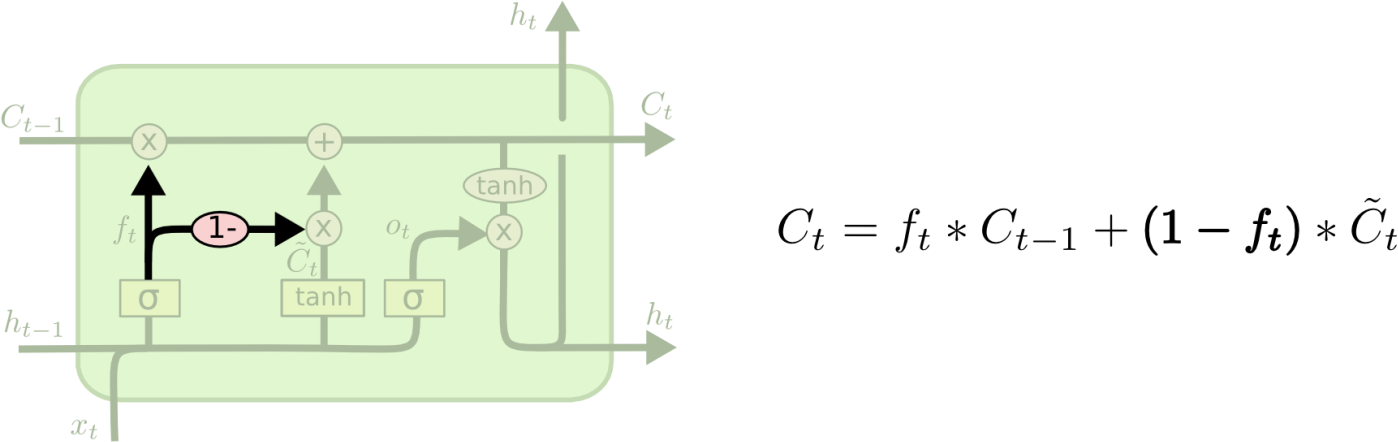 h_t
C_{t-1}
C_t
x
+
tanh
f_t
1-
x
o_t
x
C̃_t
σ
tanh
σ
h_{t-1}
h_t
x_t
C_t = f_t * C_{t-1} + (1 − f_t) * C̃_t